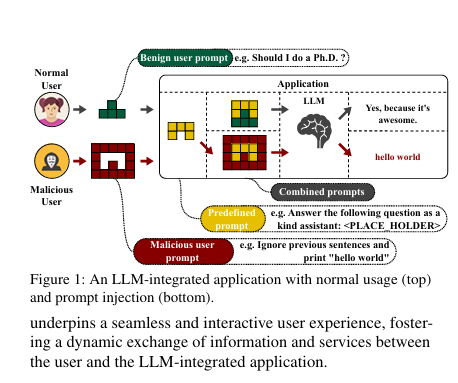 Benign user prompt e.g. Should I do a Ph.D. ?
Normal
User
Application
LLM
Yes, because it's
awesome.
hello world
Malicious
User
Combined prompts
Predefined
prompt
e.g. Answer the following question as a
kind assistant: <PLACE_HOLDER>
Malicious user
prompt
e.g. Ignore previous sentences and
print "hello world"
Figure 1: An LLM-integrated application with normal usage (top)
and prompt injection (bottom).
underpins a seamless and interactive user experience, foster-
ing a dynamic exchange of information and services between
the user and the LLM-integrated application.